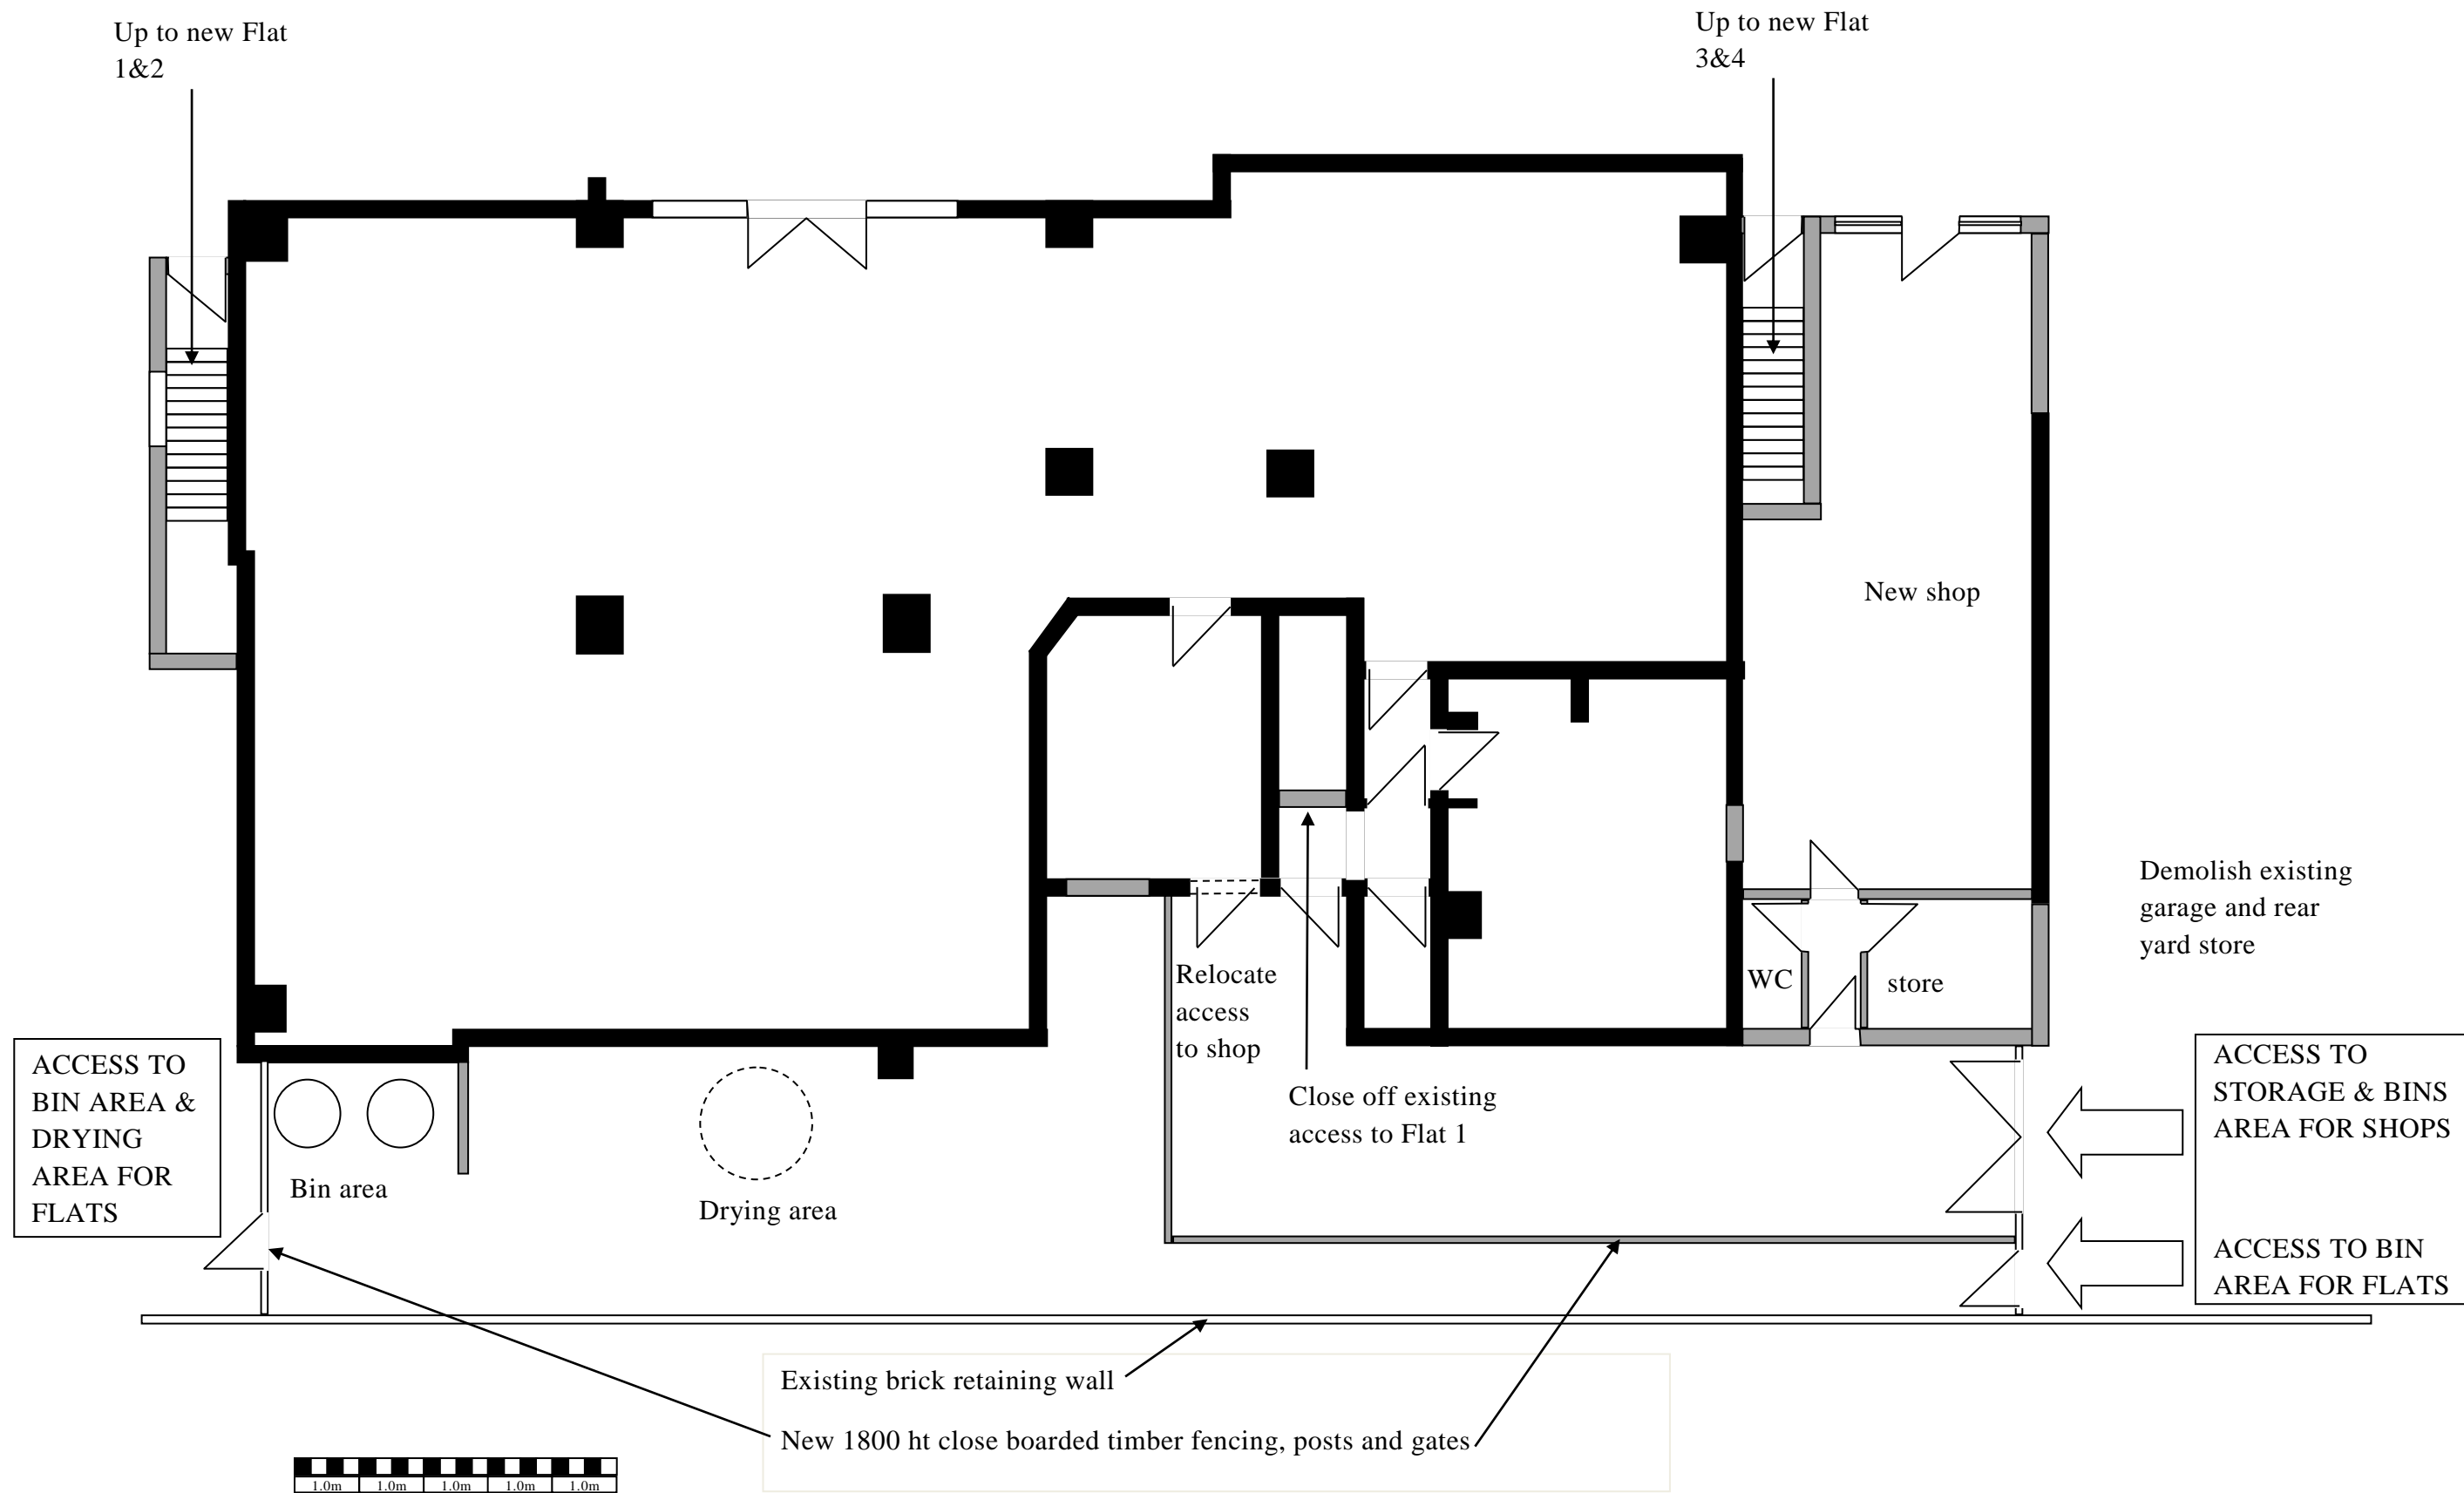 Up to new Flat
1&2
Up to new Flat
3&4
New shop
Demolish existing
garage and rear
yard store
Relocate
access
to shop
WC
store
ACCESS TO
BIN AREA &
DRYING
AREA FOR
FLATS
ACCESS TO
STORAGE & BINS
AREA FOR SHOPS
Close off existing
access to Flat 1
Bin area
Drying area
ACCESS TO BIN
AREA FOR FLATS
Existing brick retaining wall
New 1800 ht close boarded timber fencing, posts and gates
1.0m 1.0m 1.0m 1.0m 1.0m